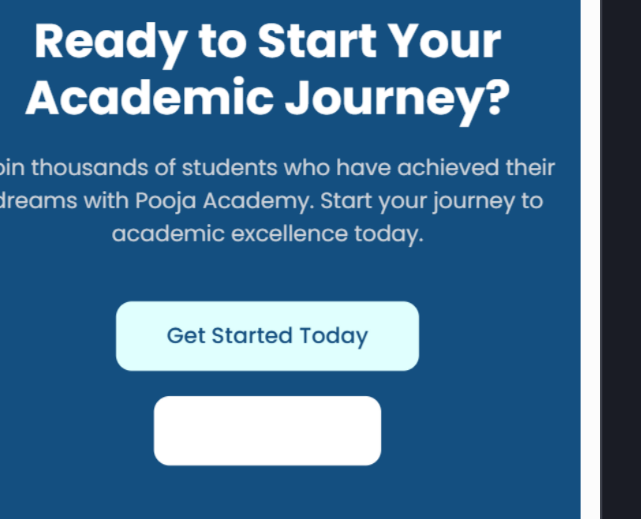 Ready to Start Your
Academic Journey?
oin thousands of students who have achieved their
dreams with Pooja Academy. Start your journey to
academic excellence today.
Get Started Today